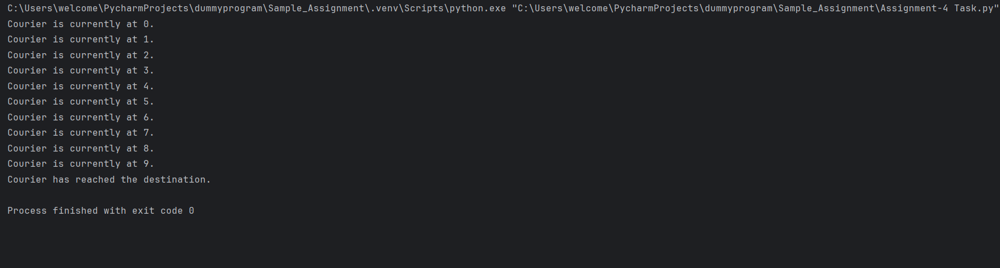 C:\Users\welcome\PycharmProjects\dummyprogram\Sample_Assignment\.venv\Scripts\python.exe "C:\Users\welcome\PycharmProjects\dummyprogram\Sample_Assignment\Assignment-4 Task.py"
Courier is currently at 0.
Courier is currently at 1.
Courier is currently at 2.
Courier is currently at 3.
Courier is currently at 4.
Courier is currently at 5.
Courier is currently at 6.
Courier is currently at 7.
Courier is currently at 8.
Courier is currently at 9.
Courier has reached the destination.
Process finished with exit code 0